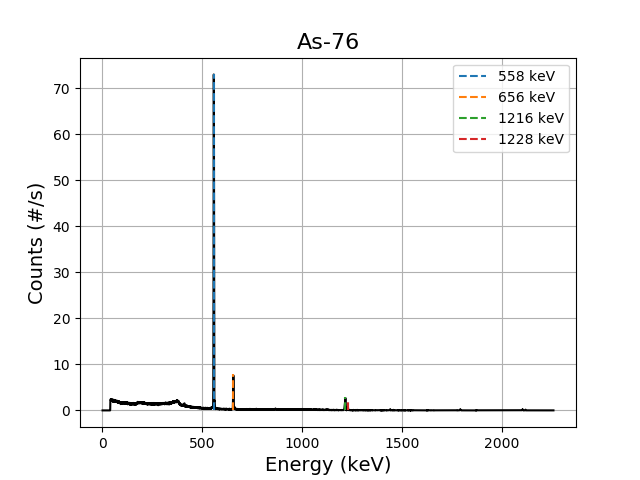 As-76
558 keV
656 keV
1216 keV
1228 keV
Counts (#/s)
70
60
50
40
30
20
10
0
0
500
1000
1500
2000
Energy (keV)